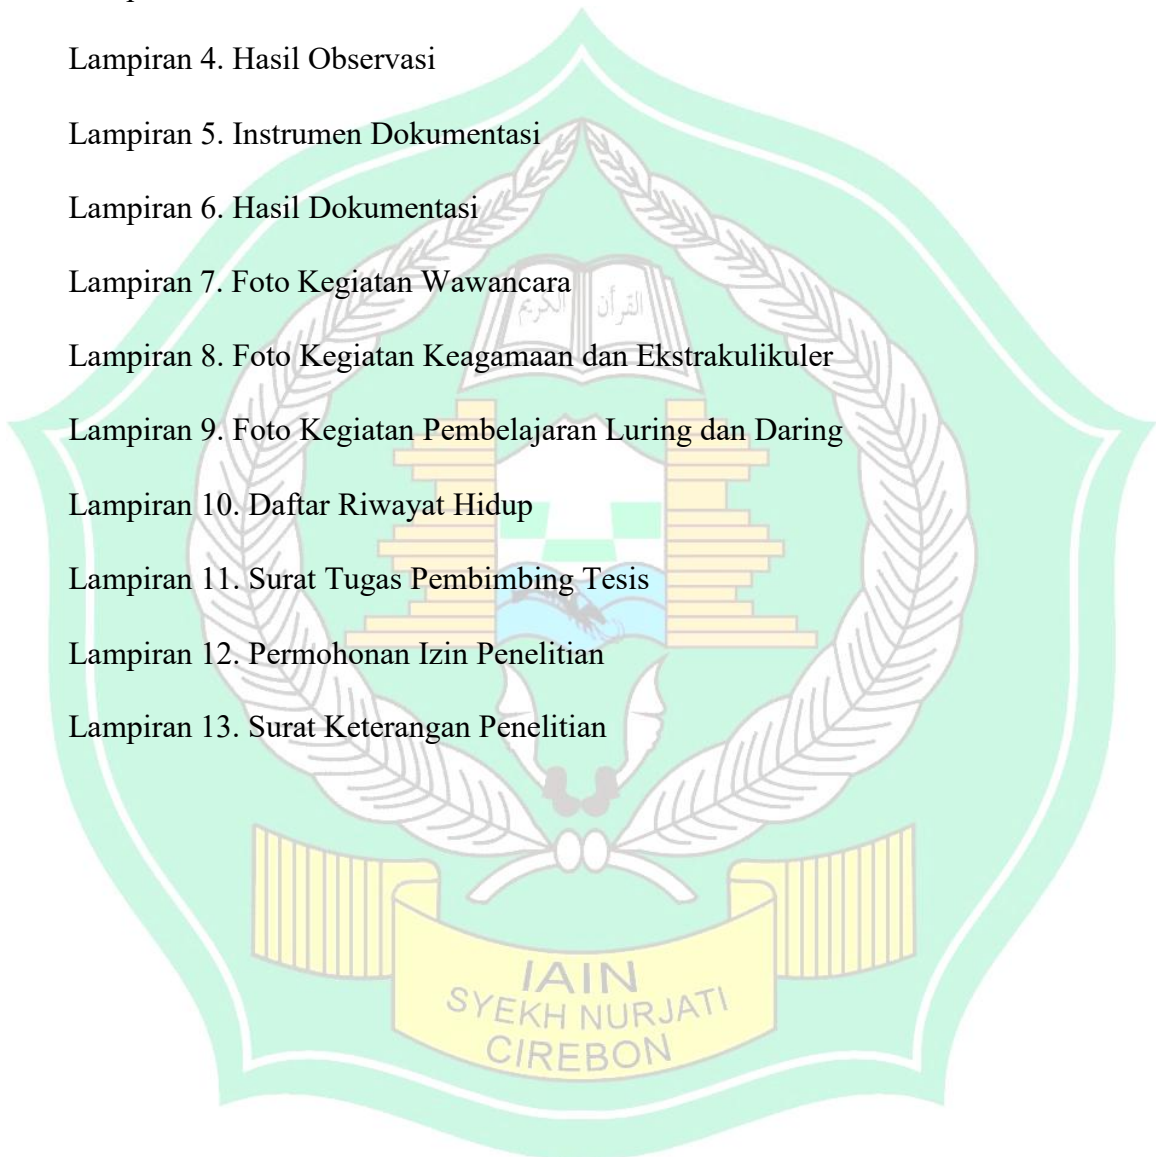 Lampiran 4. Hasil Observasi
Lampiran 5. Instrumen Dokumentasi
Lampiran 6. Hasil Dokumentasi
Lampiran 7. Foto Kegiatan Wawancara
القرآن الكريم
Lampiran 8. Foto Kegiatan Keagamaan dan Ekstrakulikuler
Lampiran 9. Foto Kegiatan Pembelajaran Luring dan Daring
Lampiran 10. Daftar Riwayat Hidup
Lampiran 11. Surat Tugas Pembimbing Tesis
Lampiran 12. Permohonan Izin Penelitian
Lampiran 13. Surat Keterangan Penelitian
IAIN
SYEKH NURJATI
CIREBON